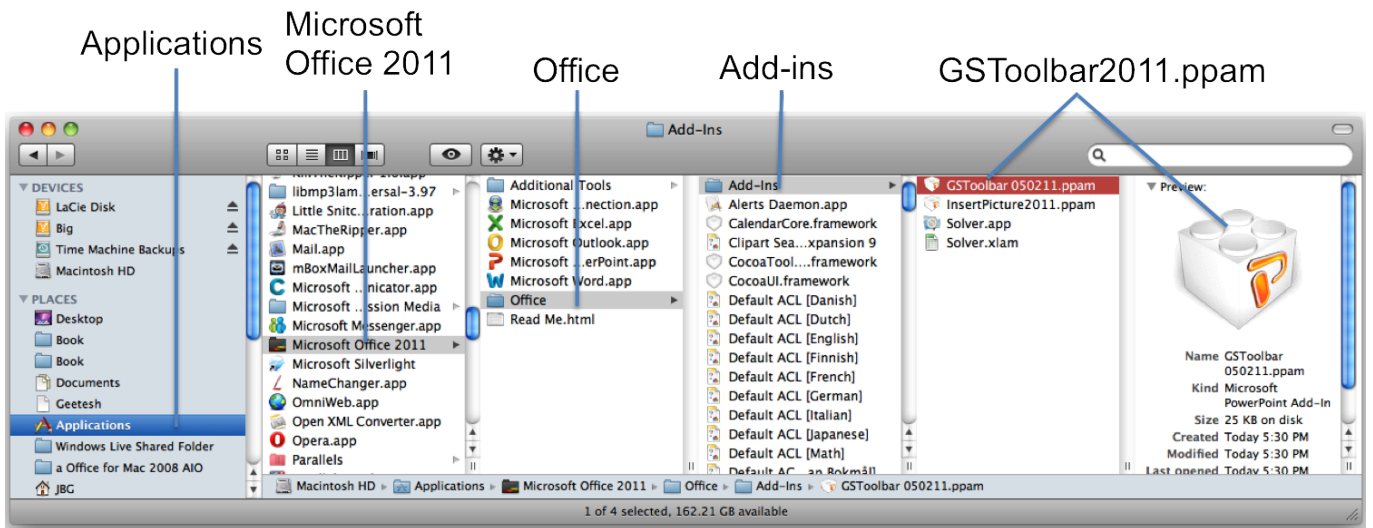 Applications
Microsoft
Office 2011
Office
Add-ins
GSToolbar2011.ppam
Add-Ins
DEVICES
LaCie Disk
Big
Time Machine Backups
Macintosh HD
PLACES
Desktop
Book
Book
Documents
Geetesh
Applications
Windows Live Shared Folder
a Office for Mac 2008 AIO
JBG
libmp3lam...ersal-3.97
Little Snitc...ration.app
MacTheRipper.app
Mail.app
mBoxMailLauncher.app
Microsoft ...nicator.app
Microsoft ...ssion Media
Microsoft Messenger.app
Microsoft Office 2011
Microsoft Silverlight
NameChanger.app
OmniWeb.app
Open XML Converter.app
Opera.app
Parallels
Additional Tools
Microsoft ...nection.app
Microsoft Excel.app
Microsoft Outlook.app
Microsoft ...erPoint.app
Microsoft Word.app
Office
Read Me.html
Add-Ins
Alerts Daemon.app
CalendarCore.framework
Clipart Sea...xpansion 9
CocoaTool....framework
CocoaUI.framework
Default ACL [Danish]
Default ACL [Dutch]
Default ACL [English]
Default ACL [Finnish]
Default ACL [French]
Default ACL [German]
Default ACL [Italian]
Default ACL [Japanese]
Default ACL [Math]
Default AC...an Bokmål]
GSToolbar 050211.ppam
InsertPicture2011.ppam
Solver.app
Solver.xlam
Preview:
Name GSToolbar
050211.ppam
Kind Microsoft
PowerPoint Add-In
Size 25 KB on disk
Created Today 5:30 PM
Modified Today 5:30 PM
Last opened Today 5:30 PM
Macintosh HD ▸ Applications ▸ Microsoft Office 2011 ▸ Office ▸ Add-Ins ▸ GSToolbar 050211.ppam
1 of 4 selected, 162.21 GB available